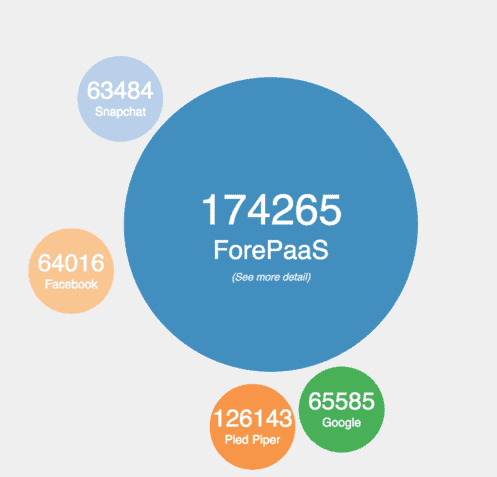 63484
Snapchat
174265
ForePaaS
(See more detail)
64016
Facebook
126143
Pied Piper
65585
Google